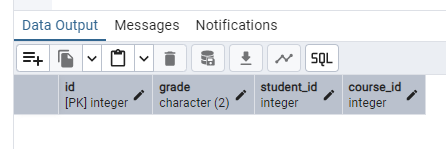 Data Output Messages Notifications
SQL
id grade student_id course_id
[PK] integer character (2) integer integer